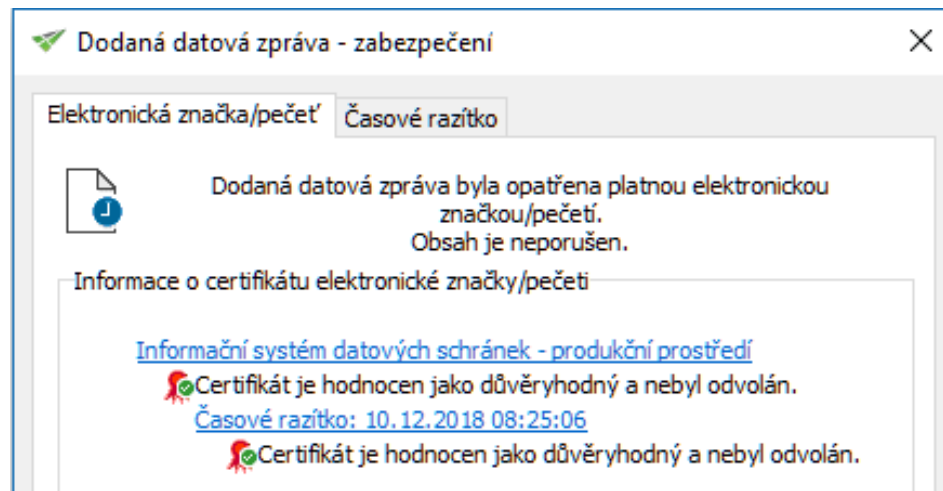 Dodaná datová zpráva - zabezpečení
Elektronická značka/pečeť
Časové razítko
Dodaná datová zpráva byla opatřena platnou elektronickou
značkou/pečetí.
Obsah je neporušen.
Informace o certifikátu elektronické značky/pečeti
Informační systém datových schránek - produkční prostředí
Certifikát je hodnocen jako důvěryhodný a nebyl odvolán.
Časové razítko: 10.12.2018 08:25:06
Certifikát je hodnocen jako důvěryhodný a nebyl odvolán.